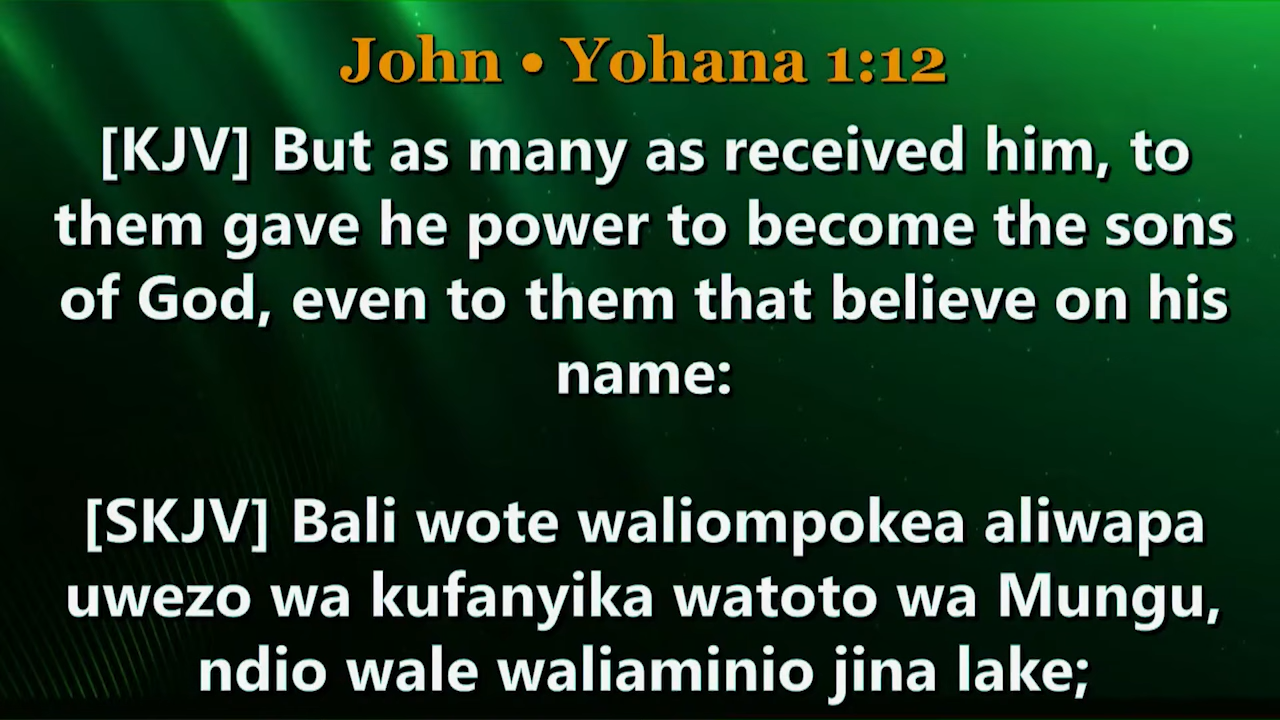 John • Yohana 1:12
[KJV] But as many as received him, to
them gave he power to become the sons
of God, even to them that believe on his
name:
[SKJV] Bali wote waliompokea aliwapa
uwezo wa kufanyika watoto wa Mungu,
ndio wale waliaminio jina lake;